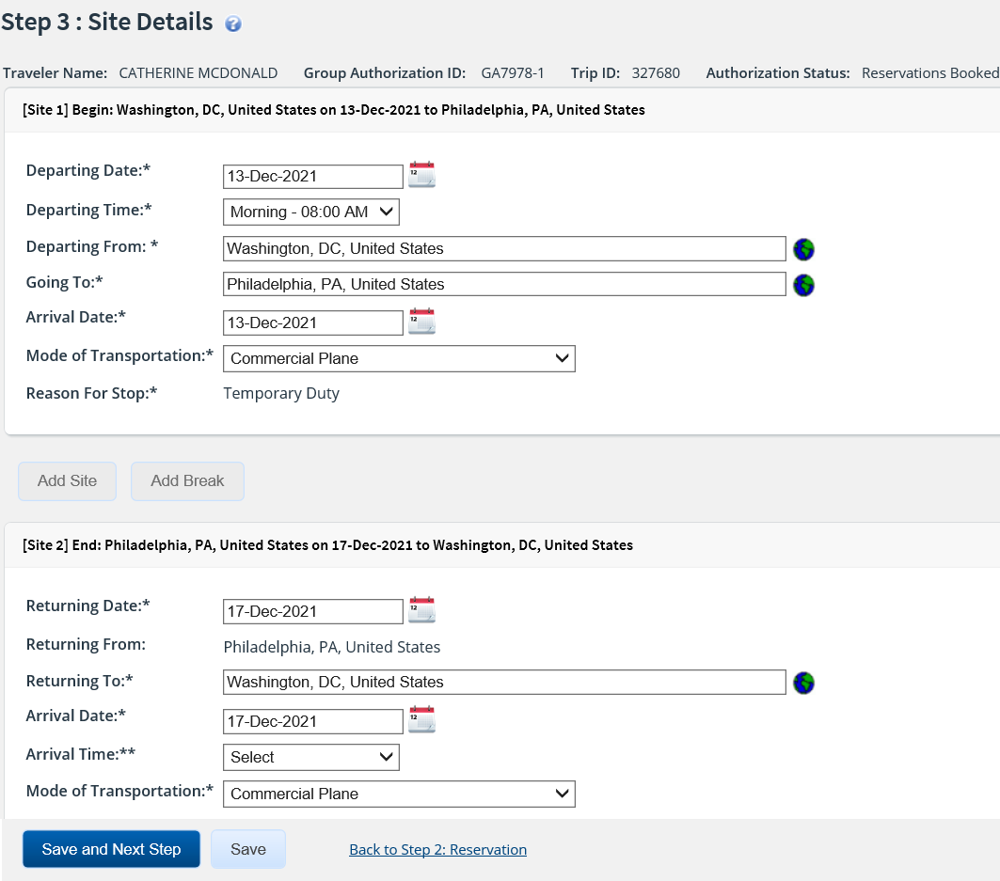 Step 3 : Site Details ?
Traveler Name: CATHERINE MCDONALD Group Authorization ID: GA7978-1 Trip ID: 327680 Authorization Status: Reservations Booked
[Site 1] Begin: Washington, DC, United States on 13-Dec-2021 to Philadelphia, PA, United States
Departing Date:* 13-Dec-2021 12
Departing Time:* Morning - 08:00 AM
Departing From: * Washington, DC, United States
Going To:* Philadelphia, PA, United States
Arrival Date:* 13-Dec-2021 12
Mode of Transportation:* Commercial Plane
Reason For Stop:* Temporary Duty
Add Site Add Break
[Site 2] End: Philadelphia, PA, United States on 17-Dec-2021 to Washington, DC, United States
Returning Date:* 17-Dec-2021 12
Returning From: Philadelphia, PA, United States
Returning To:* Washington, DC, United States
Arrival Date:* 17-Dec-2021 12
Arrival Time:** Select
Mode of Transportation:* Commercial Plane
Save and Next Step Save Back to Step 2: Reservation